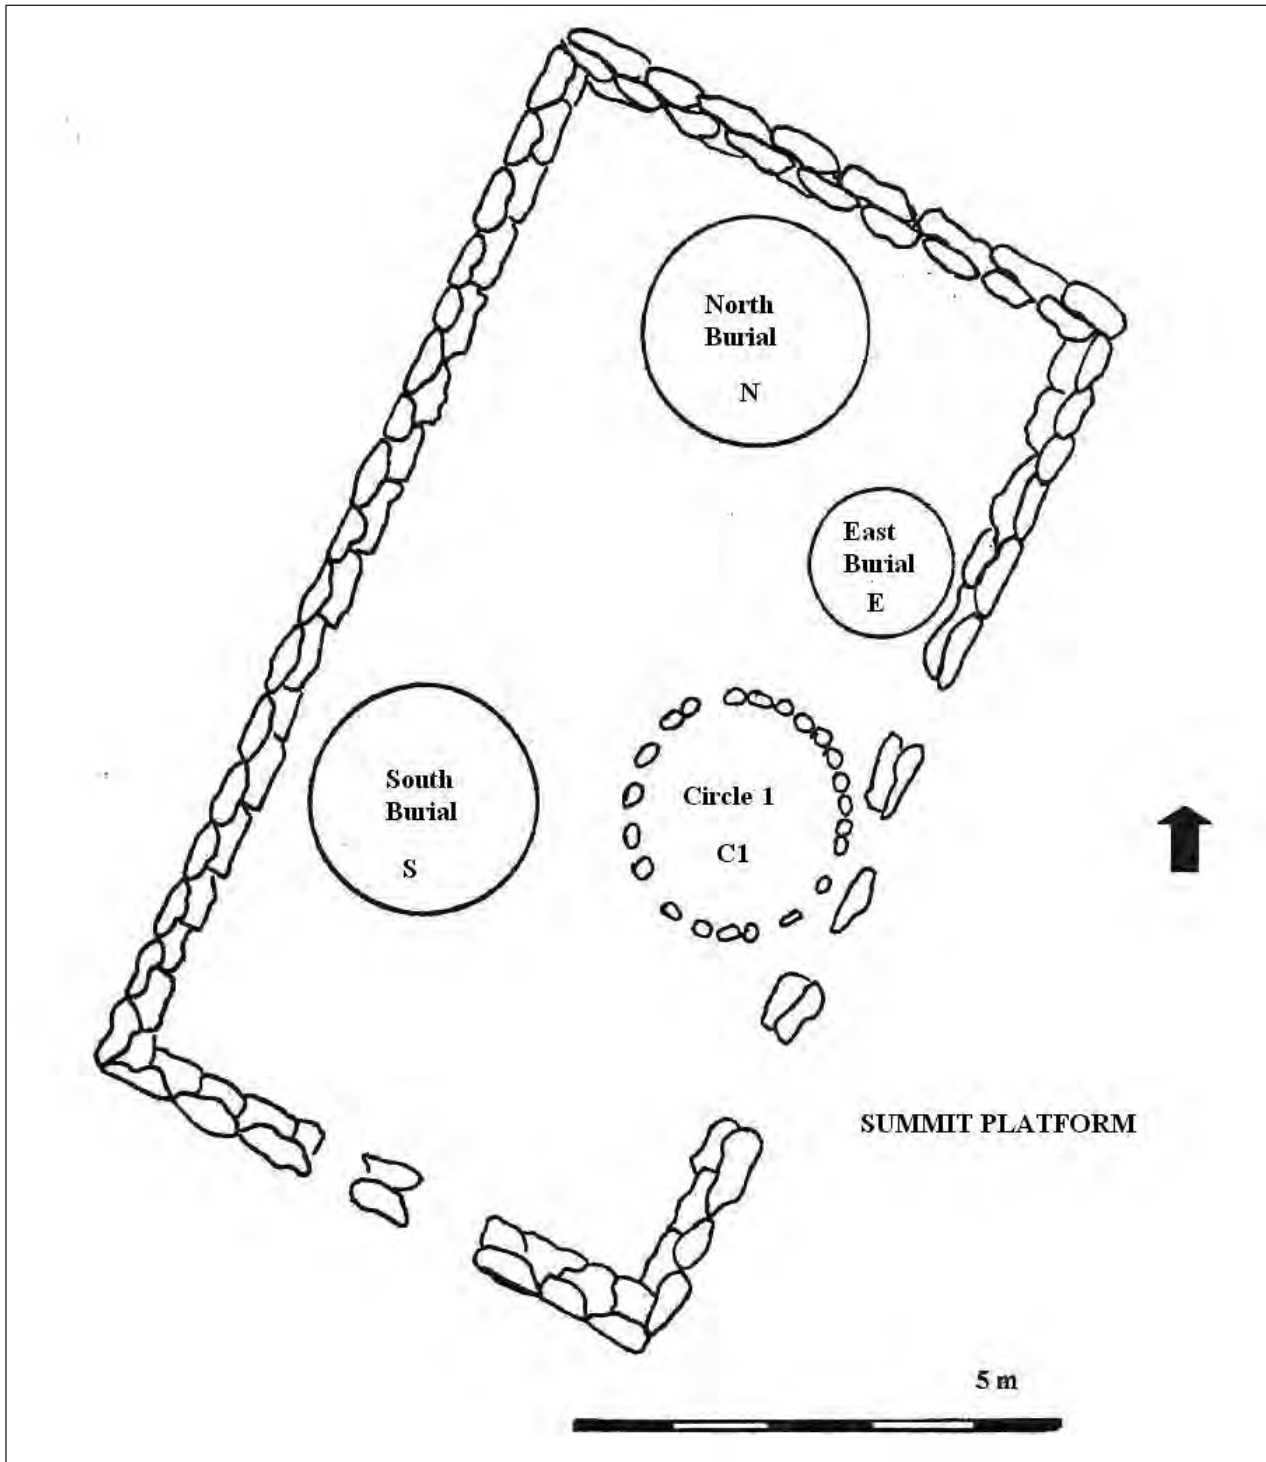 North
Burial
N
East
Burial
E
South
Burial
S
Circle 1
C1
SUMMIT PLATFORM
5 m